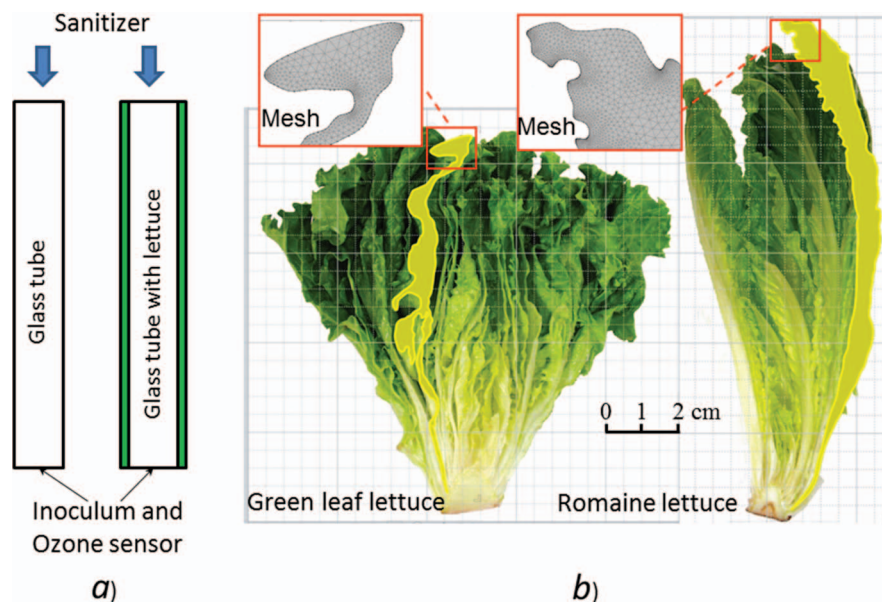 Sanitizer
Glass tube
Glass tube with lettuce
Inoculum and
Ozone sensor
a)
Mesh
Mesh
0 1 2 cm
Green leaf lettuce
Romaine lettuce
b)